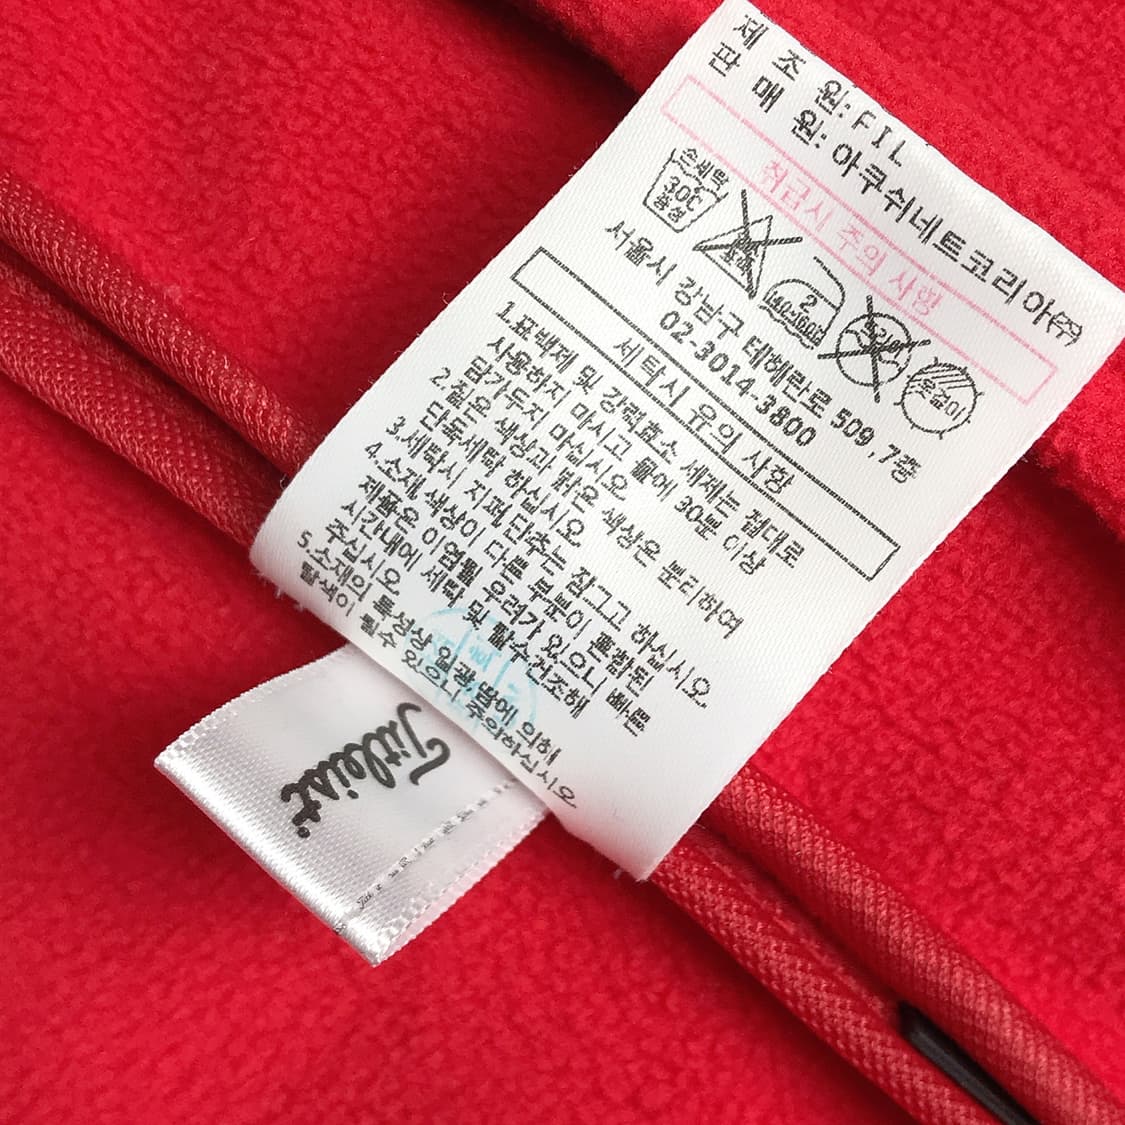 제 조 원: FIL
판 매 원: 아쿠쉬네트코리아㈜
취급시 주의 사항
손세탁
30℃
중성
2
180~210℃
드라이
옷걸이
서울시 강남구 테헤란로 509, 7층
02-3014-3800
세탁시 유의 사항
1.표백제 및 강력효소 세제는 절대로
사용하지 마시고 물에 30분 이상
담가두지 마십시오.
2.짙은 색상과 밝은 색상은 분리하여
단독세탁 하십시오.
3.세탁시 지퍼,단추는 잠그고 하십시오.
4.소재,색상이 다른 부분이 혼합된
제품은 이염될 우려가 있으니 빠른
시간내에 세탁 및 탈수건조해
주십시오.
5.소재의 특성상 일광,땀에 의해
탈색이 될수 있으니 주의하십시오
Titleist